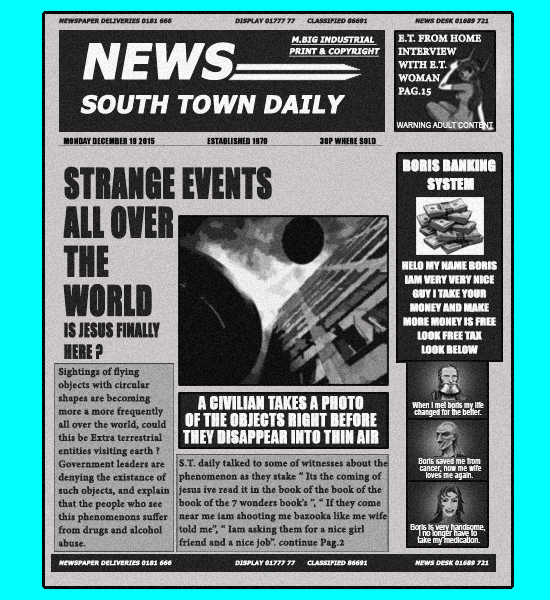 NEWSPAPER DELIVERIES 0181 666 DISPLAY 01777 77 CLASSIFIED 86691 NEWS DESK 01689 721
M.BIG INDUSTRIAL
PRINT & COPYRIGHT
NEWS
SOUTH TOWN DAILY
E.T. FROM HOME
INTERVIEW
WITH E.T.
WOMAN
PAG.15
WARNING ADULT CONTENT
MONDAY DECEMBER 19 2015 ESTABLISHED 1970 30P WHERE SOLD
STRANGE EVENTS
ALL OVER
THE
WORLD
IS JESUS FINALLY
HERE ?
Sightings of flying
objects with circular
shapes are becoming
more a more frequently
all over the world, could
this be Extra terrestrial
entities visiting earth ?
Government leaders are
denying the existance of
such objects, and explain
that the people who see
this phenomenons suffer
from drugs and alcohol
abuse.
A CIVILIAN TAKES A PHOTO
OF THE OBJECTS RIGHT BEFORE
THEY DISAPPEAR INTO THIN AIR
S.T. daily talked to some of witnesses about the
phenomenon as they stake " Its the coming of
jesus ive read it in the book of the book of the
book of the 7 wonders book's ", " If they come
near me iam shooting me bazooka like me wife
told me", " Iam asking them for a nice girl
friend and a nice job". continue Pag.2
BORIS BANKING
SYSTEM
HELO MY NAME BORIS
IAM VERY VERY NICE
GUY I TAKE YOUR
MONEY AND MAKE
MORE MONEY IS FREE
LOOK FREE TAX
LOOK BELOW
When I met boris my life
changed for the better.
Boris saved me from
cancer, now me wife
loves me again.
Boris is very handsome,
I no longer have to
take my medication.
NEWSPAPER DELIVERIES 0181 666 DISPLAY 01777 77 CLASSIFIED 86691 NEWS DESK 01689 721